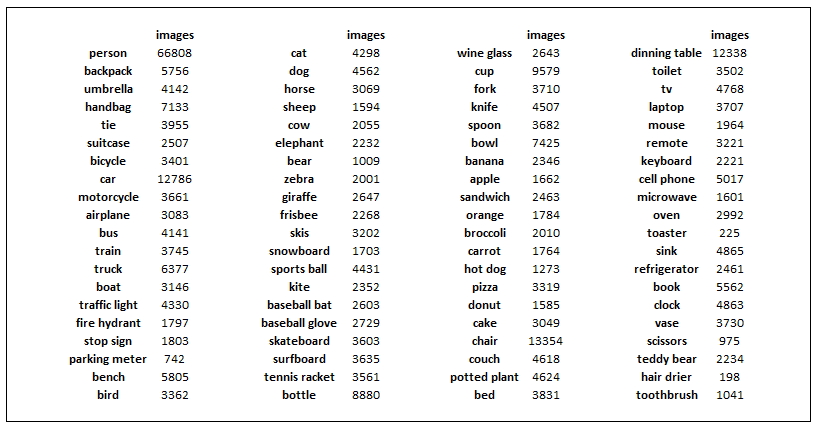 images images images images
person 66808 cat 4298 wine glass 2643 dinning table 12338
backpack 5756 dog 4562 cup 9579 toilet 3502
umbrella 4142 horse 3069 fork 3710 tv 4768
handbag 7133 sheep 1594 knife 4507 laptop 3707
tie 3955 cow 2055 spoon 3682 mouse 1964
suitcase 2507 elephant 2232 bowl 7425 remote 3221
bicycle 3401 bear 1009 banana 2346 keyboard 2221
car 12786 zebra 2001 apple 1662 cell phone 5017
motorcycle 3661 giraffe 2647 sandwich 2463 microwave 1601
airplane 3083 frisbee 2268 orange 1784 oven 2992
bus 4141 skis 3202 broccoli 2010 toaster 225
train 3745 snowboard 1703 carrot 1764 sink 4865
truck 6377 sports ball 4431 hot dog 1273 refrigerator 2461
boat 3146 kite 2352 pizza 3319 book 5562
traffic light 4330 baseball bat 2603 donut 1585 clock 4863
fire hydrant 1797 baseball glove 2729 cake 3049 vase 3730
stop sign 1803 skateboard 3603 chair 13354 scissors 975
parking meter 742 surfboard 3635 couch 4618 teddy bear 2234
bench 5805 tennis racket 3561 potted plant 4624 hair drier 198
bird 3362 bottle 8880 bed 3831 toothbrush 1041